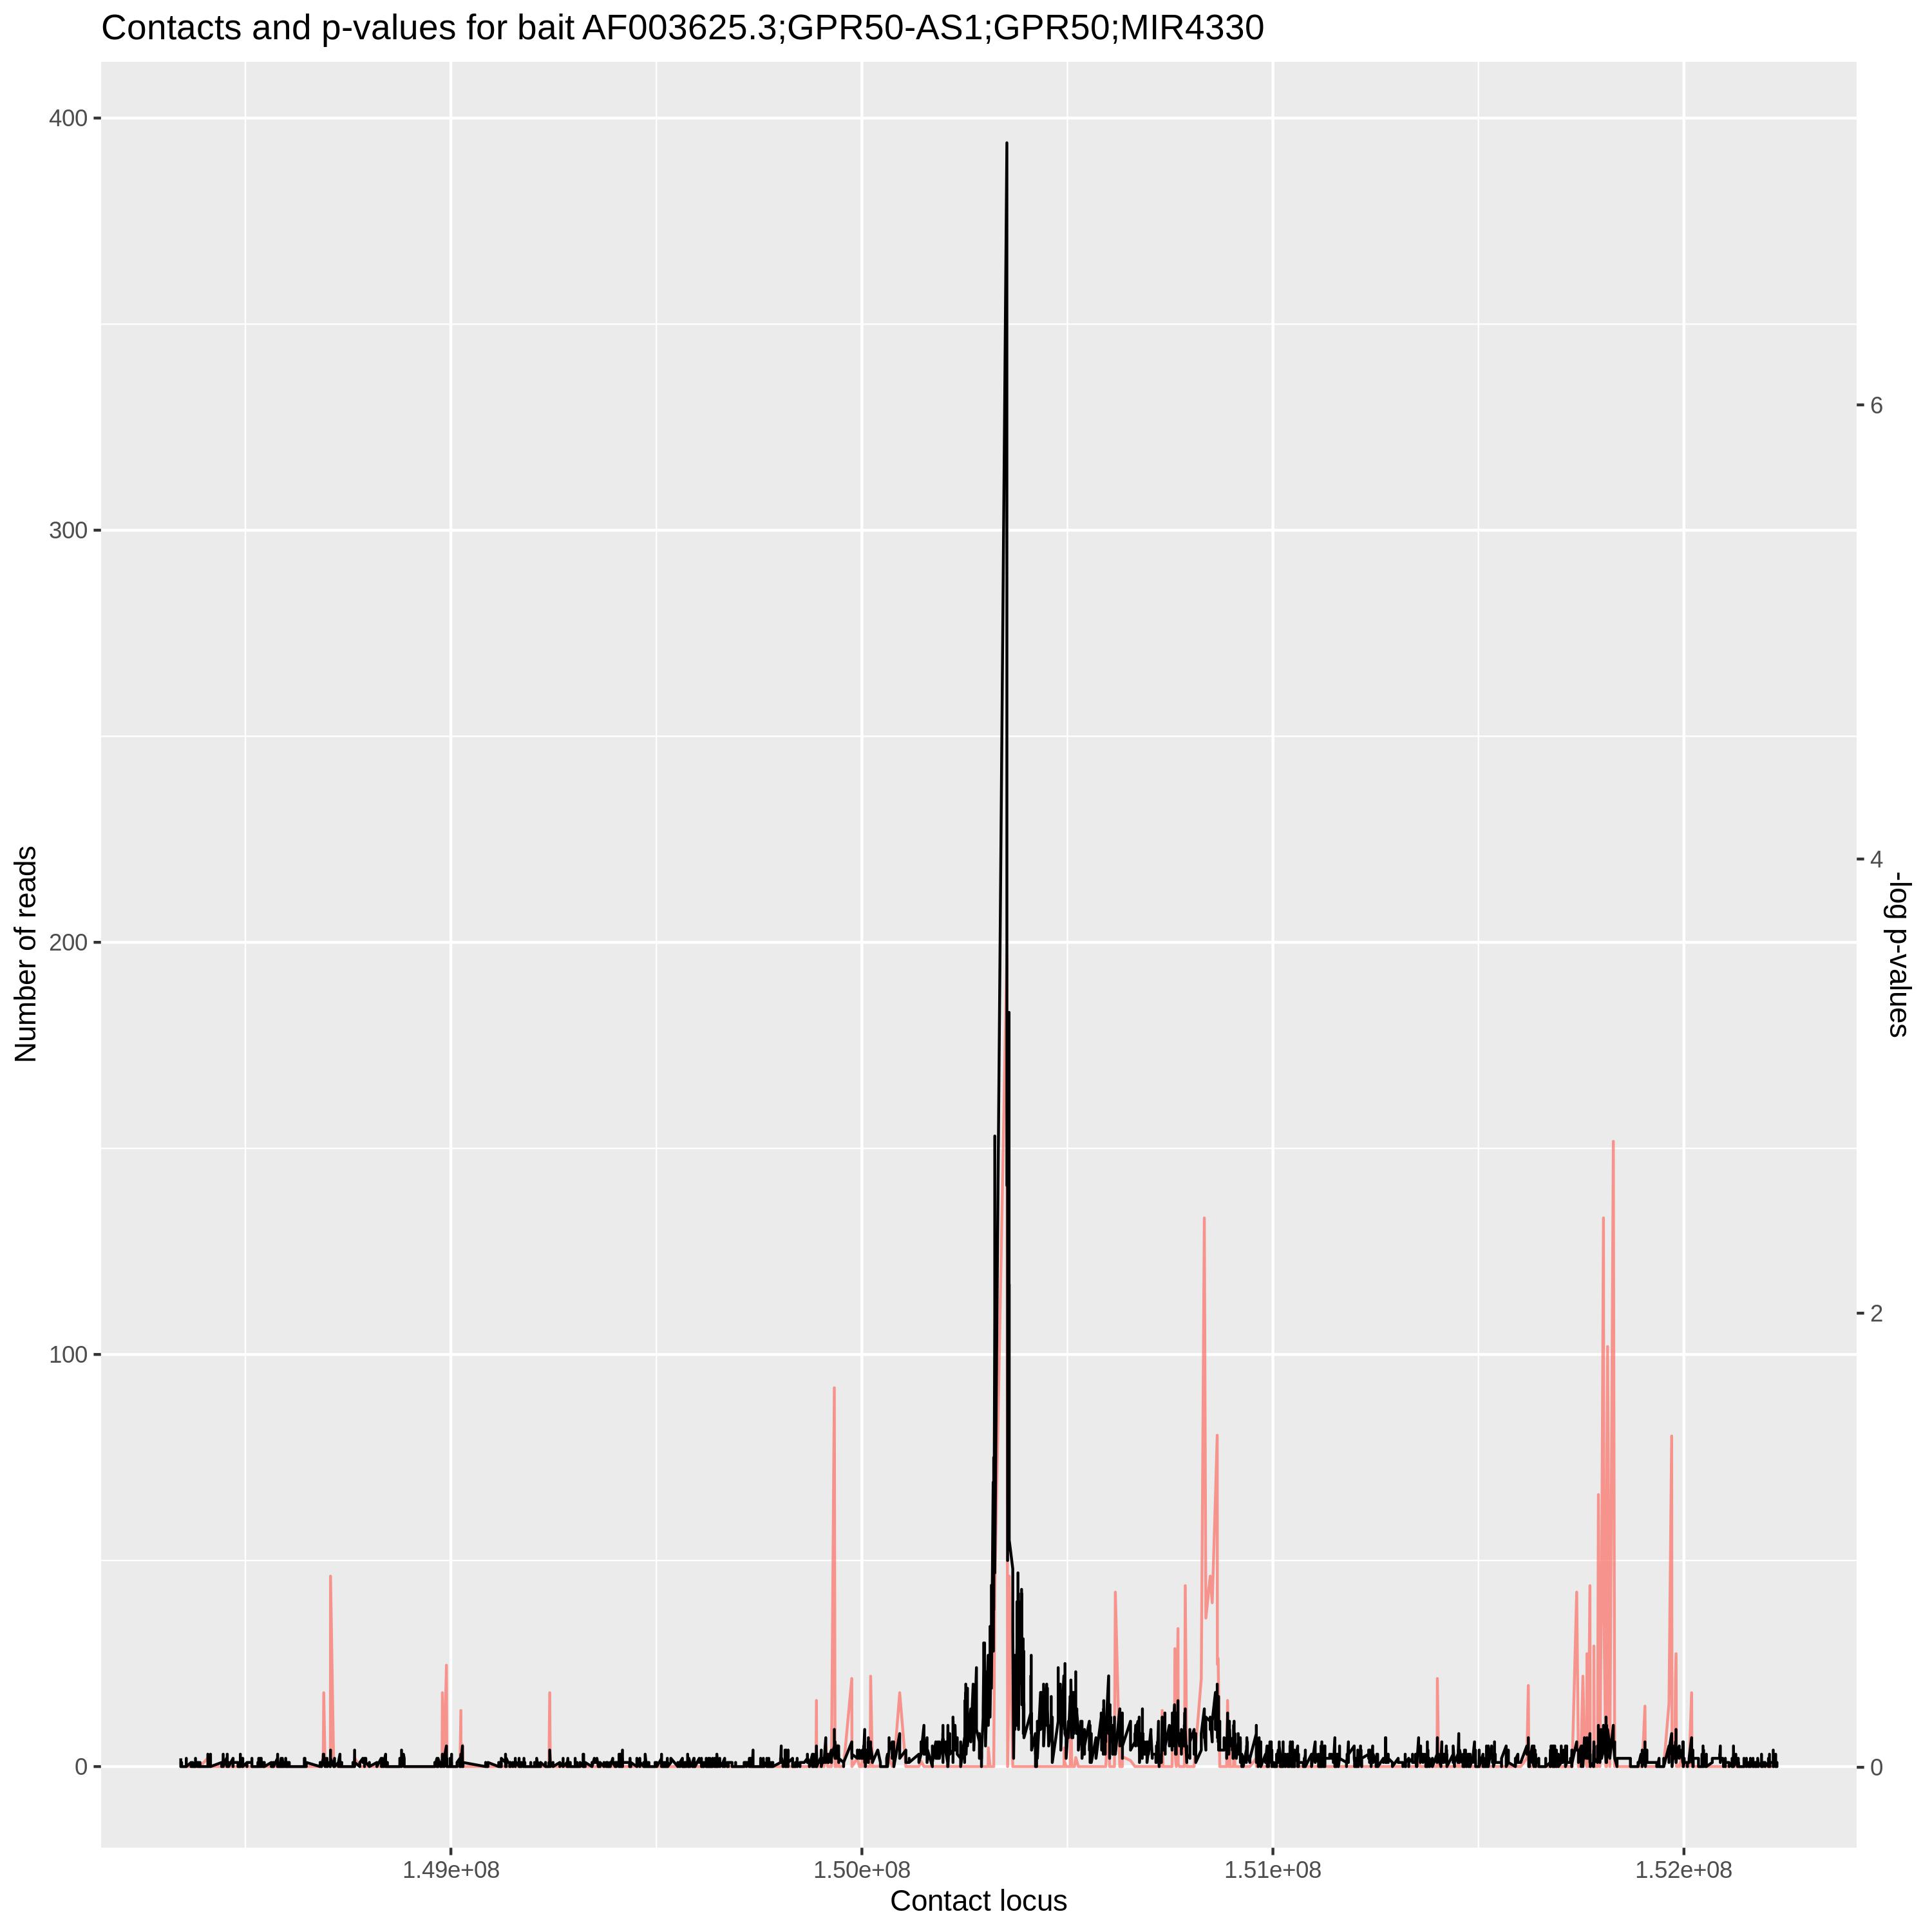 Contacts and p-values for bait AF003625.3;GPR50-AS1;GPR50;MIR4330
400
300
200
100
0
Number of reads
6
4
2
0
-log p-values
1.49e+08
1.50e+08
1.51e+08
1.52e+08
Contact locus